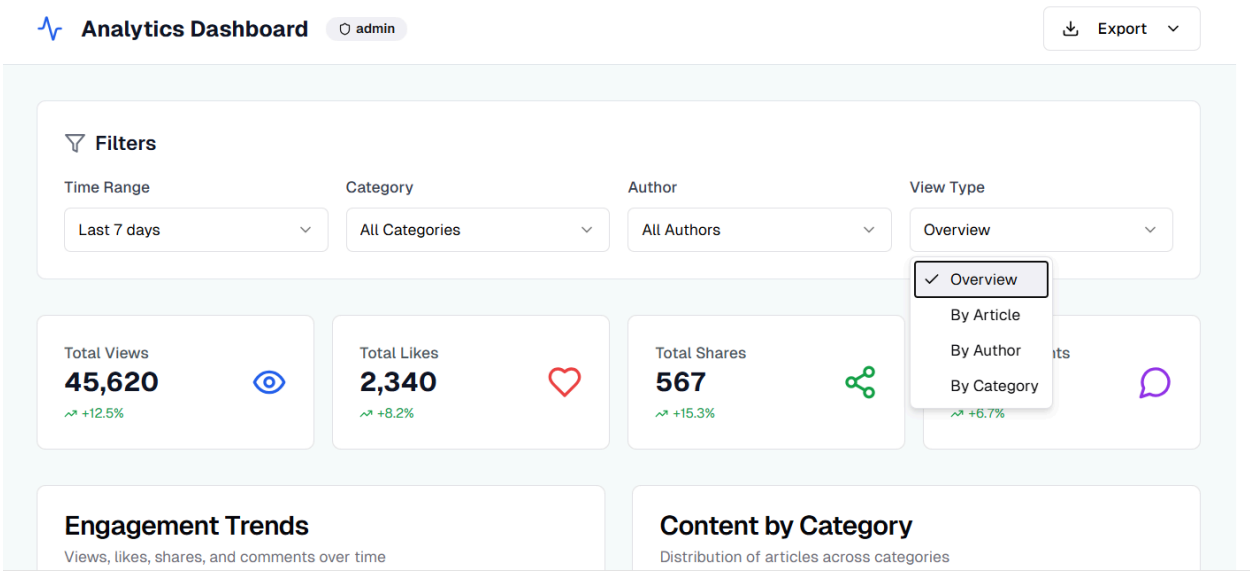 Analytics Dashboard admin Export
Filters
Time Range Category Author View Type
Last 7 days All Categories All Authors Overview
Overview
By Article
By Author
By Category
Total Views Total Likes Total Shares
45,620 2,340 567
+12.5% +8.2% +15.3% +6.7%
Engagement Trends Content by Category
Views, likes, shares, and comments over time Distribution of articles across categories